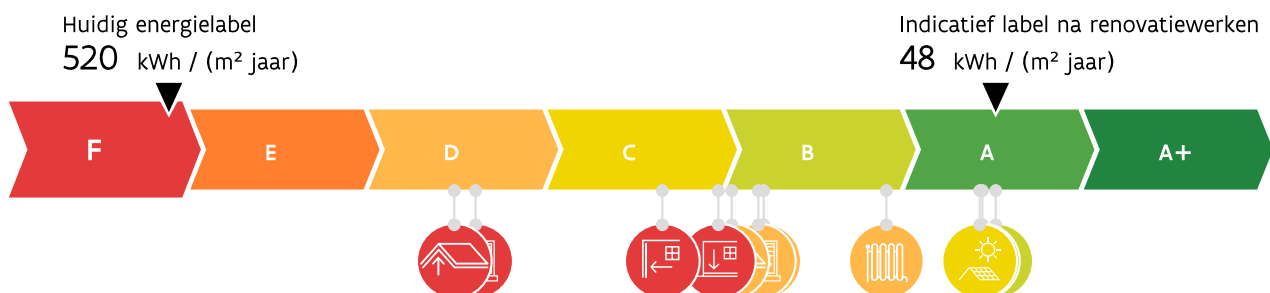 Huidig energielabel
520 kWh / (m² jaar)
Indicatief label na renovatiewerken
48 kWh / (m² jaar)
F E D C B A A+